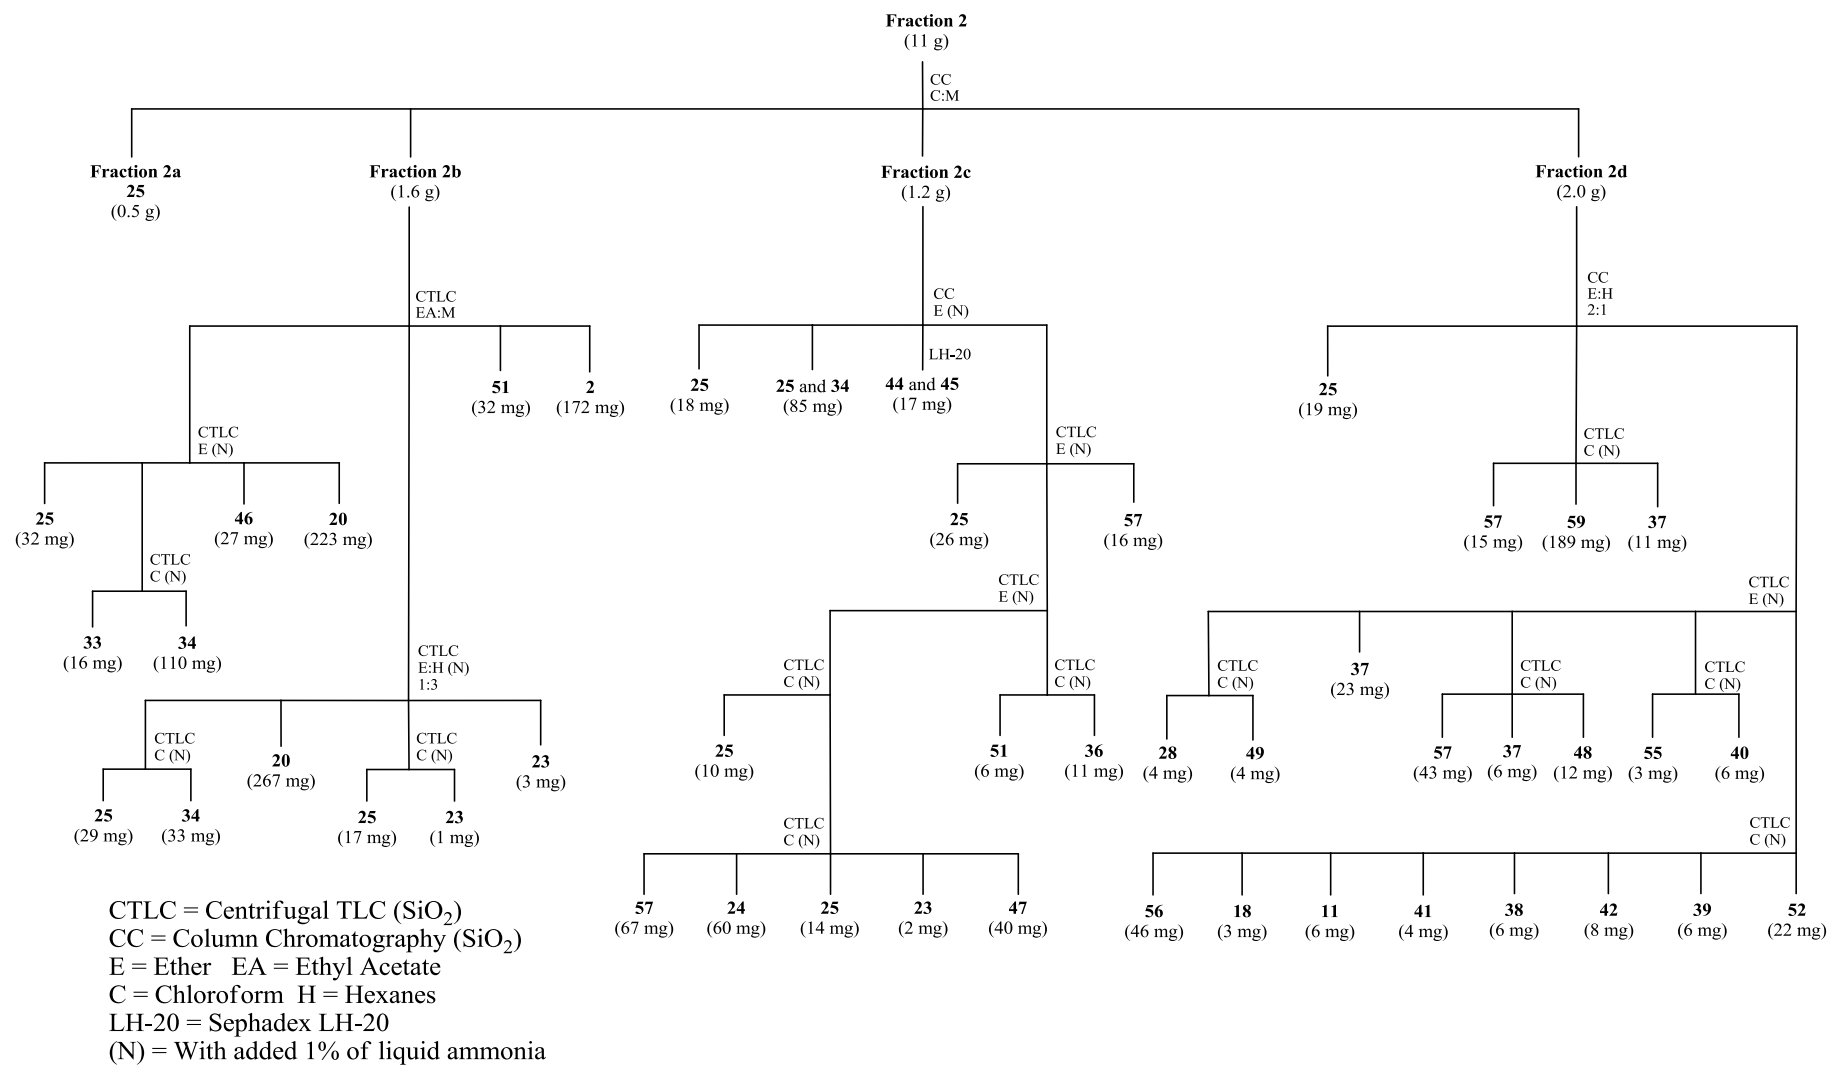 Fraction 2
(11 g)
CC
C:M
Fraction 2a
25
(0.5 g)
Fraction 2b
(1.6 g)
Fraction 2c
(1.2 g)
Fraction 2d
(2.0 g)
CTLC
EA:M
CC
E (N)
CC
E:H
2:1
LH-20
51
(32 mg)
2
(172 mg)
25
(18 mg)
25 and 34
(85 mg)
44 and 45
(17 mg)
25
(19 mg)
CTLC
E (N)
CTLC
E (N)
CTLC
C (N)
25
(32 mg)
46
(27 mg)
20
(223 mg)
25
(26 mg)
57
(16 mg)
57
(15 mg)
59
(189 mg)
37
(11 mg)
CTLC
C (N)
CTLC
E (N)
CTLC
E (N)
33
(16 mg)
34
(110 mg)
CTLC
E:H (N)
1:3
CTLC
C (N)
CTLC
C (N)
CTLC
C (N)
37
(23 mg)
CTLC
C (N)
CTLC
C (N)
CTLC
C (N)
20
(267 mg)
CTLC
C (N)
23
(3 mg)
25
(10 mg)
51
(6 mg)
36
(11 mg)
28
(4 mg)
49
(4 mg)
57
(43 mg)
37
(6 mg)
48
(12 mg)
55
(3 mg)
40
(6 mg)
25
(29 mg)
34
(33 mg)
25
(17 mg)
23
(1 mg)
CTLC
C (N)
CTLC
C (N)
57
(67 mg)
24
(60 mg)
25
(14 mg)
23
(2 mg)
47
(40 mg)
56
(46 mg)
18
(3 mg)
11
(6 mg)
41
(4 mg)
38
(6 mg)
42
(8 mg)
39
(6 mg)
52
(22 mg)
CTLC = Centrifugal TLC (SiO₂)
CC = Column Chromatography (SiO₂)
E = Ether EA = Ethyl Acetate
C = Chloroform H = Hexanes
LH-20 = Sephadex LH-20
(N) = With added 1% of liquid ammonia